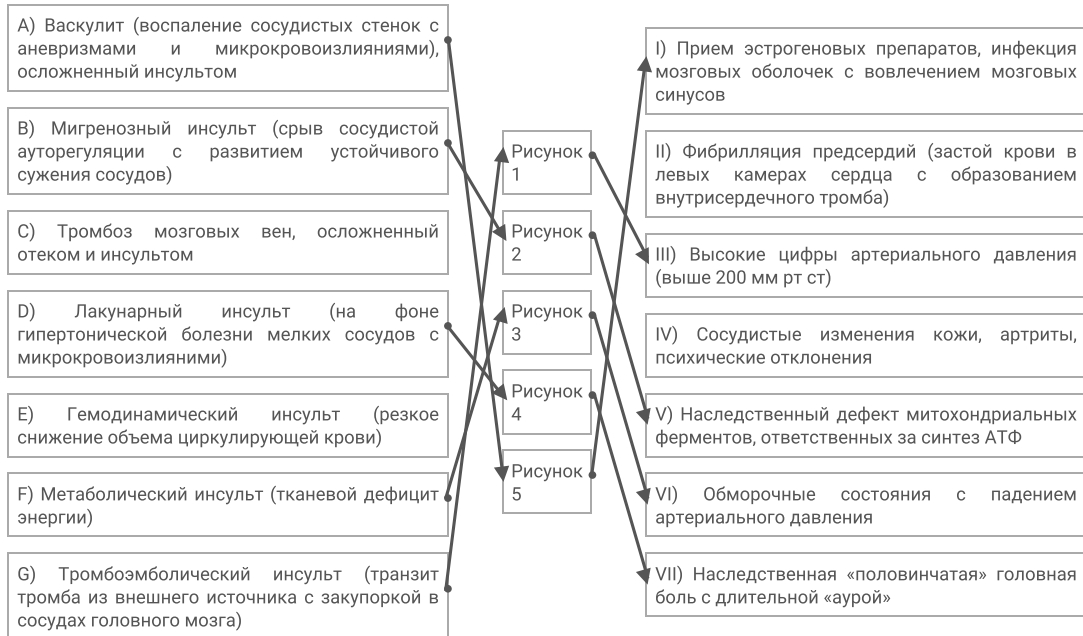 A) Васкулит (воспаление сосудистых стенок с
аневризмами и микрокровоизлияниями),
осложненный инсультом
B) Мигренозный инсульт (срыв сосудистой
ауторегуляции с развитием устойчивого
сужения сосудов)
C) Тромбоз мозговых вен, осложненный
отеком и инсультом
D) Лакунарный инсульт (на фоне
гипертонической болезни мелких сосудов с
микрокровоизлияними)
E) Гемодинамический инсульт (резкое
снижение объема циркулирующей крови)
F) Метаболический инсульт (тканевой дефицит
энергии)
G) Тромбоэмболический инсульт (транзит
тромба из внешнего источника с закупоркой в
сосудах головного мозга)
Рисунок
1
Рисунок
2
Рисунок
3
Рисунок
4
Рисунок
5
I) Прием эстрогеновых препаратов, инфекция
мозговых оболочек с вовлечением мозговых
синусов
II) Фибрилляция предсердий (застой крови в
левых камерах сердца с образованием
внутрисердечного тромба)
III) Высокие цифры артериального давления
(выше 200 мм рт ст)
IV) Сосудистые изменения кожи, артриты,
психические отклонения
V) Наследственный дефект митохондриальных
ферментов, ответственных за синтез АТФ
VI) Обморочные состояния с падением
артериального давления
VII) Наследственная «половинчатая» головная
боль с длительной «аурой»